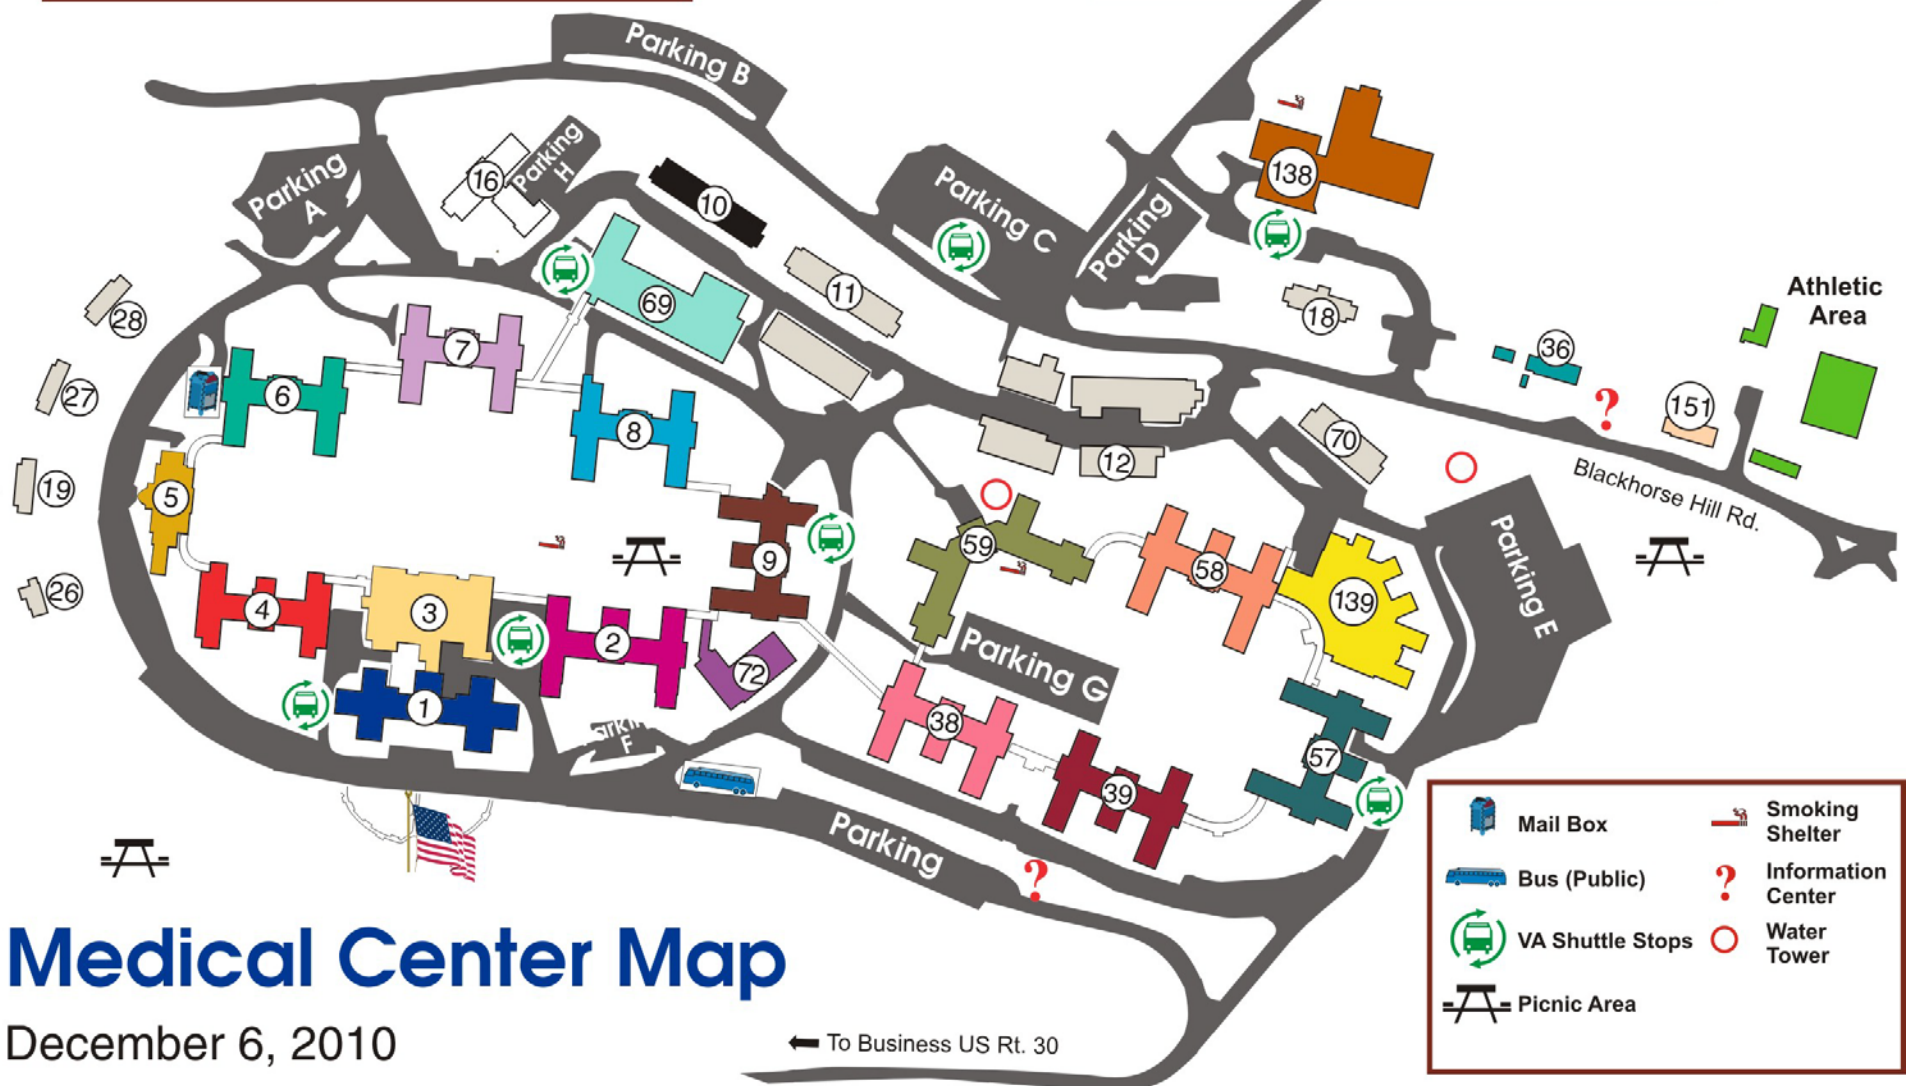 Parking B
Parking
A
16
Parking
H
10
Parking C
Parking
D
138
69
11
18
Athletic
Area
28
7
36
27
6
8
151
70
12
Blackhorse Hill Rd.
19
5
9
59
58
Parking E
26
4
3
2
139
72
Parking G
1
38
57
F
39
Parking
Mail Box
Smoking
Shelter
Bus (Public)
Information
Center
VA Shuttle Stops
Water
Tower
Picnic Area
Medical Center Map
December 6, 2010
To Business US Rt. 30